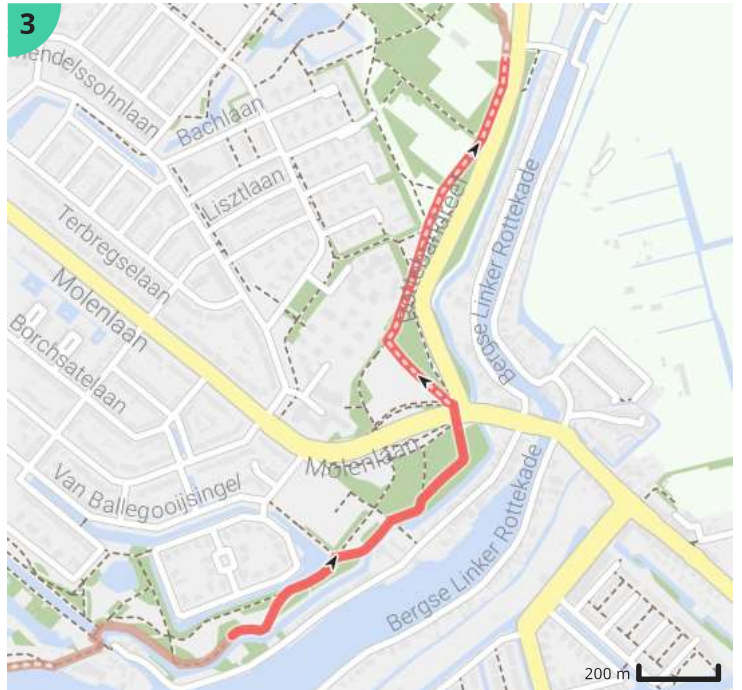 3
Mendelssohnlaan
Bachlaan
Lisztlaan
Terbregselaan
Molenlaan
Borchsatelaan
Bergse Linker Rottekade
Molenlaan
Van Ballegooijsingel
Bergse Linker Rottekade
200 m